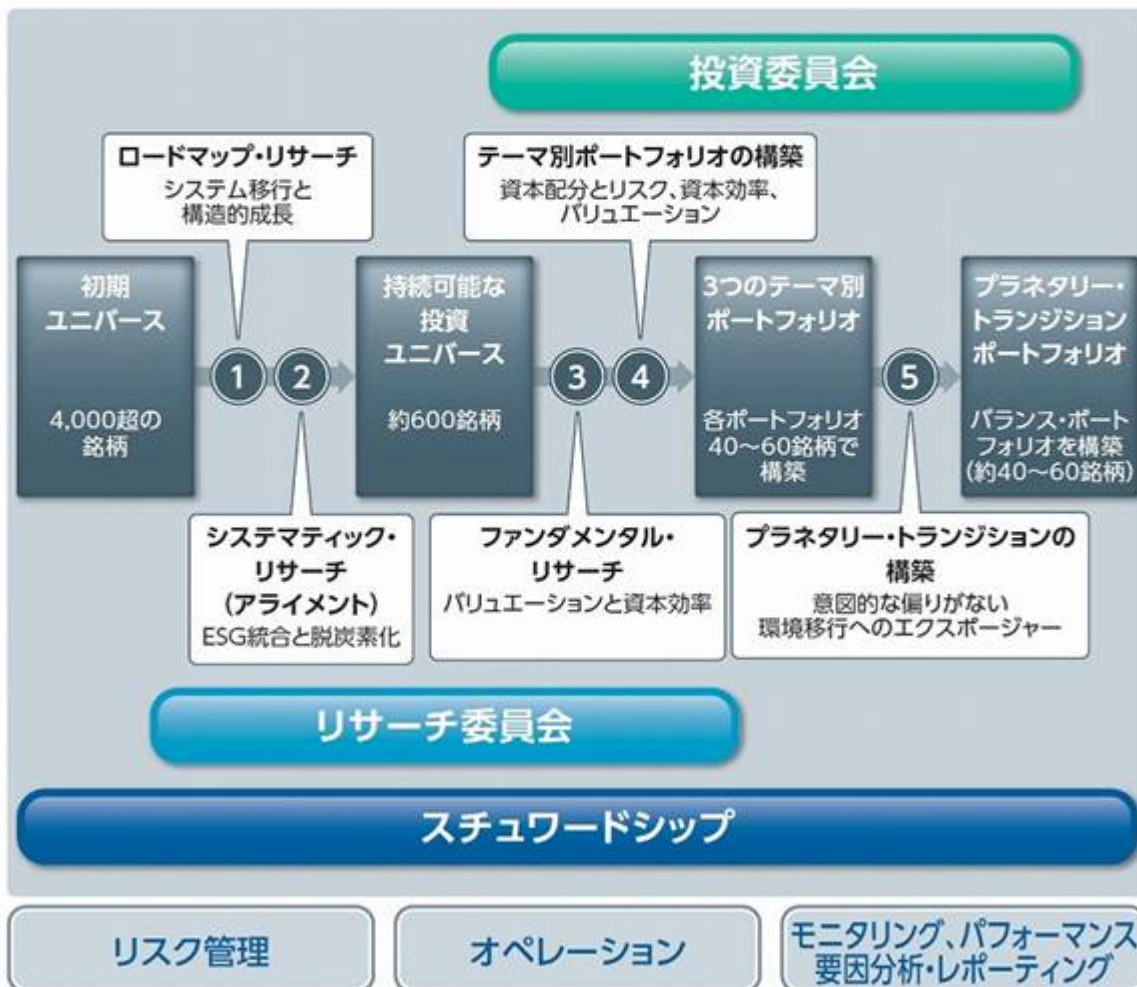 投資委員会
ロードマップ・リサーチ
システム移行と
構造的成長
テーマ別ポートフォリオの構築
資本配分とリスク、資本効率、
バリュエーション
初期
ユニバース
4,000超の
銘柄
1
2
持続可能な
投資
ユニバース
約600銘柄
3
4
3つのテーマ別
ポートフォリオ
各ポートフォリオ
40～60銘柄で
構築
5
プラネタリー・
トランジション
ポートフォリオ
バランス・ポート
フォリオを構築
(約40～60銘柄)
システマティック・
リサーチ
(アライメント)
ESG統合と脱炭素化
ファンダメンタル・
リサーチ
バリュエーションと資本効率
プラネタリー・トランジションの
構築
意図的な偏りがない
環境移行へのエクスポージャー
リサーチ委員会
スチュワードシップ
リスク管理
オペレーション
モニタリング、パフォーマンス
要因分析・レポーティング